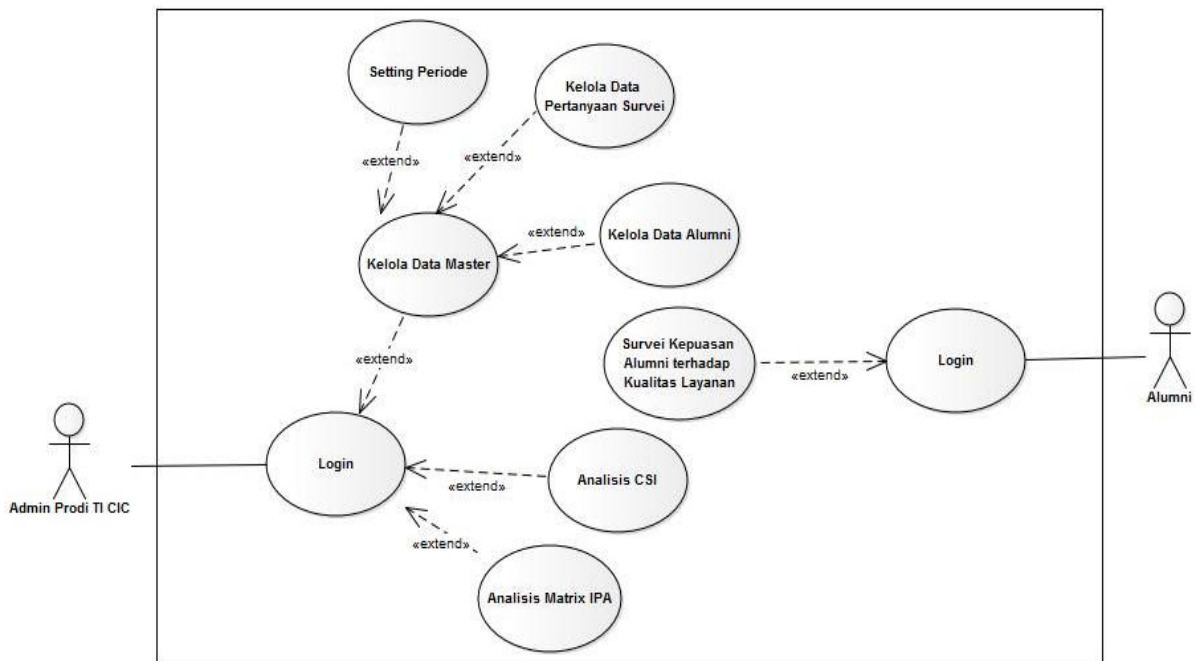 Setting Periode
Kelola Data
Pertanyaan Survei
«extend»
«extend»
«extend»
Kelola Data Alumni
Kelola Data Master
«extend»
Survei Kepuasan
Alumni terhadap
Kualitas Layanan
«extend»
Login
Alumni
Login
Admin Prodi TI CIC
«extend»
Analisis CSI
«extend»
Analisis Matrix IPA